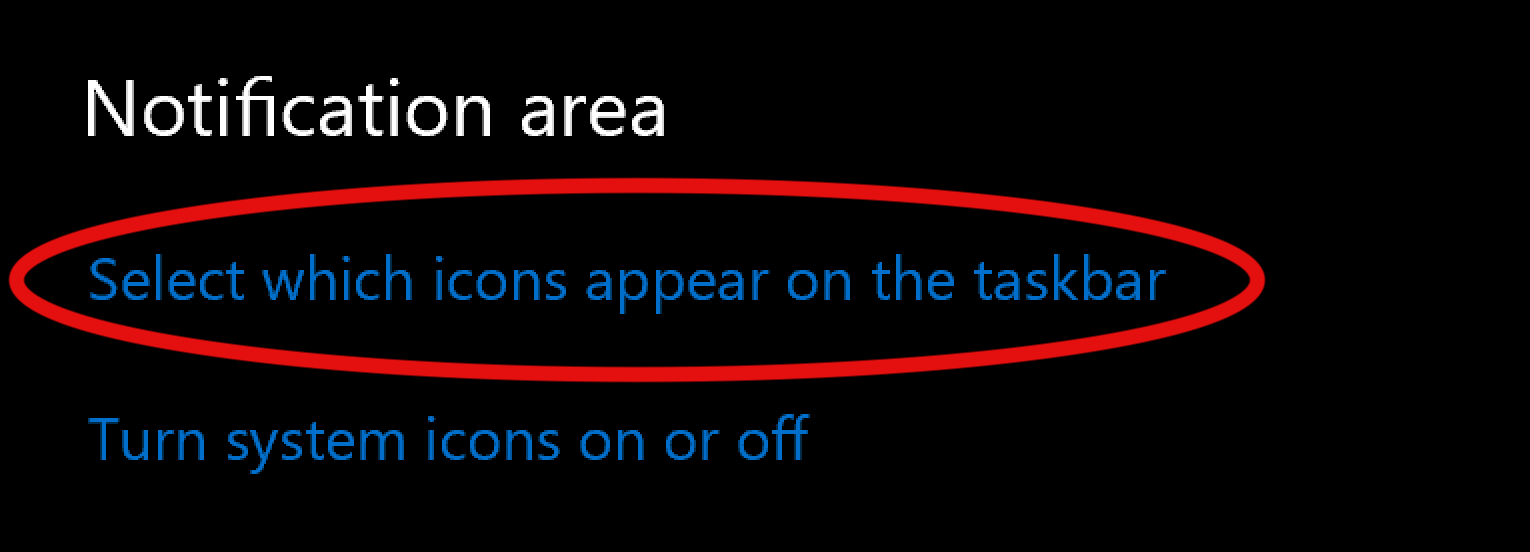 Notification area
Select which icons appear on the taskbar
Turn system icons on or off